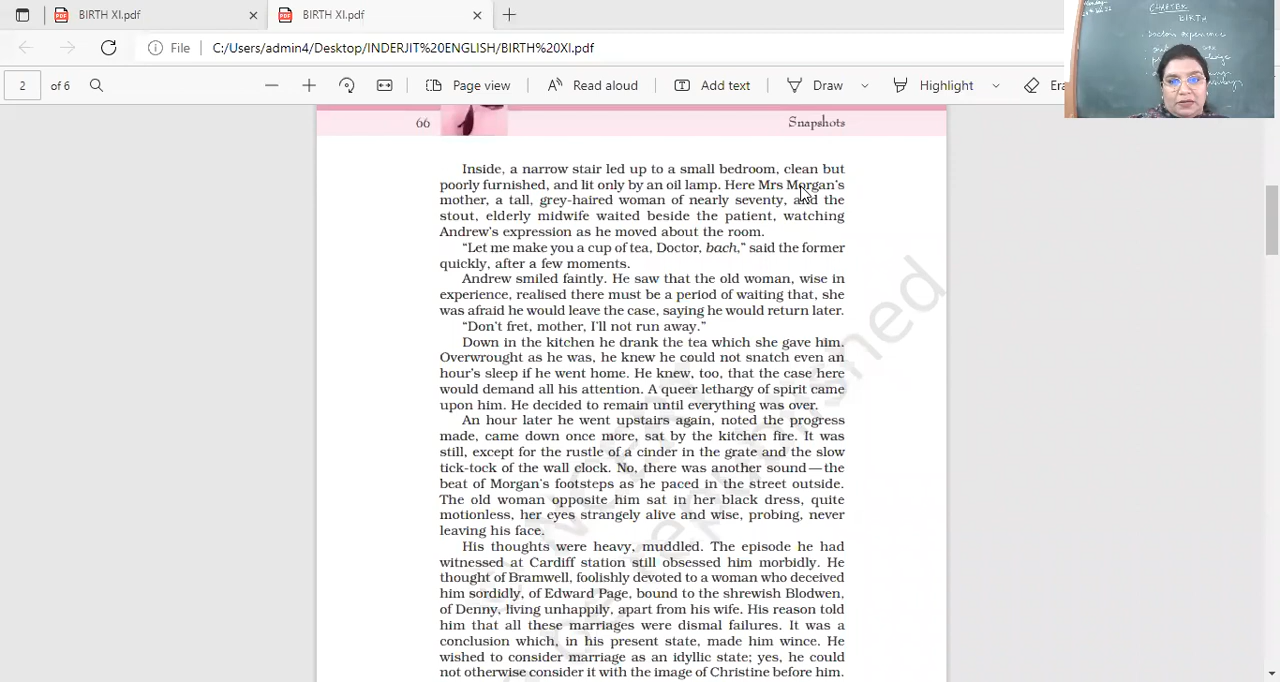 BIRTH XI.pdf
BIRTH XI.pdf
File C:/Users/admin4/Desktop/INDERJIT%20ENGLISH/BIRTH%20XI.pdf
2 of 6 Page view Read aloud Add text Draw Highlight Era
CHAPTER
BIRTH
Doctors experience
66 Snapshots
Inside, a narrow stair led up to a small bedroom, clean but
poorly furnished, and lit only by an oil lamp. Here Mrs Morgan's
mother, a tall, grey-haired woman of nearly seventy, and the
stout, elderly midwife waited beside the patient, watching
Andrew's expression as he moved about the room.
“Let me make you a cup of tea, Doctor, bach,” said the former
quickly, after a few moments.
Andrew smiled faintly. He saw that the old woman, wise in
experience, realised there must be a period of waiting that, she
was afraid he would leave the case, saying he would return later.
“Don't fret, mother, I'll not run away.”
Down in the kitchen he drank the tea which she gave him.
Overwrought as he was, he knew he could not snatch even an
hour's sleep if he went home. He knew, too, that the case here
would demand all his attention. A queer lethargy of spirit came
upon him. He decided to remain until everything was over.
An hour later he went upstairs again, noted the progress
made, came down once more, sat by the kitchen fire. It was
still, except for the rustle of a cinder in the grate and the slow
tick-tock of the wall clock. No, there was another sound—the
beat of Morgan's footsteps as he paced in the street outside.
The old woman opposite him sat in her black dress, quite
motionless, her eyes strangely alive and wise, probing, never
leaving his face.
His thoughts were heavy, muddled. The episode he had
witnessed at Cardiff station still obsessed him morbidly. He
thought of Bramwell, foolishly devoted to a woman who deceived
him sordidly, of Edward Page, bound to the shrewish Blodwen,
of Denny, living unhappily, apart from his wife. His reason told
him that all these marriages were dismal failures. It was a
conclusion which, in his present state, made him wince. He
wished to consider marriage as an idyllic state; yes, he could
not otherwise consider it with the image of Christine before him.